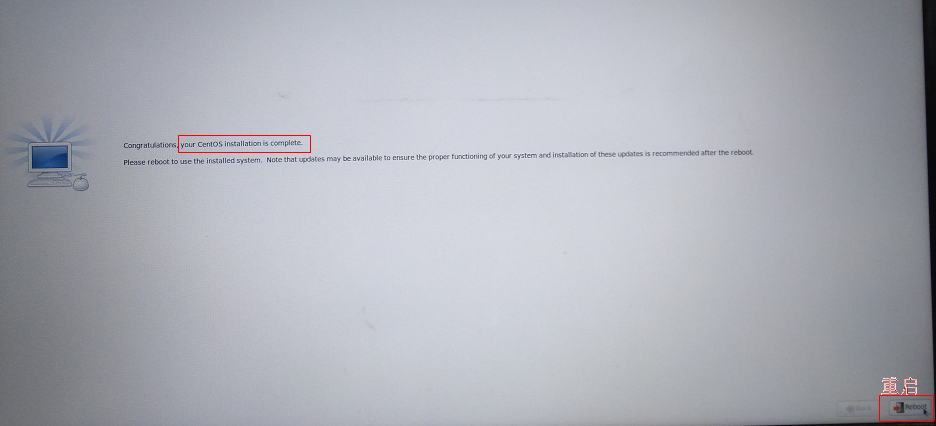 Congratulations, your CentOS installation is complete.
Please reboot to use the installed system. Note that updates may be available to ensure the proper functioning of your system and installation of these updates is recommended after the reboot.
重启
Back
Reboot